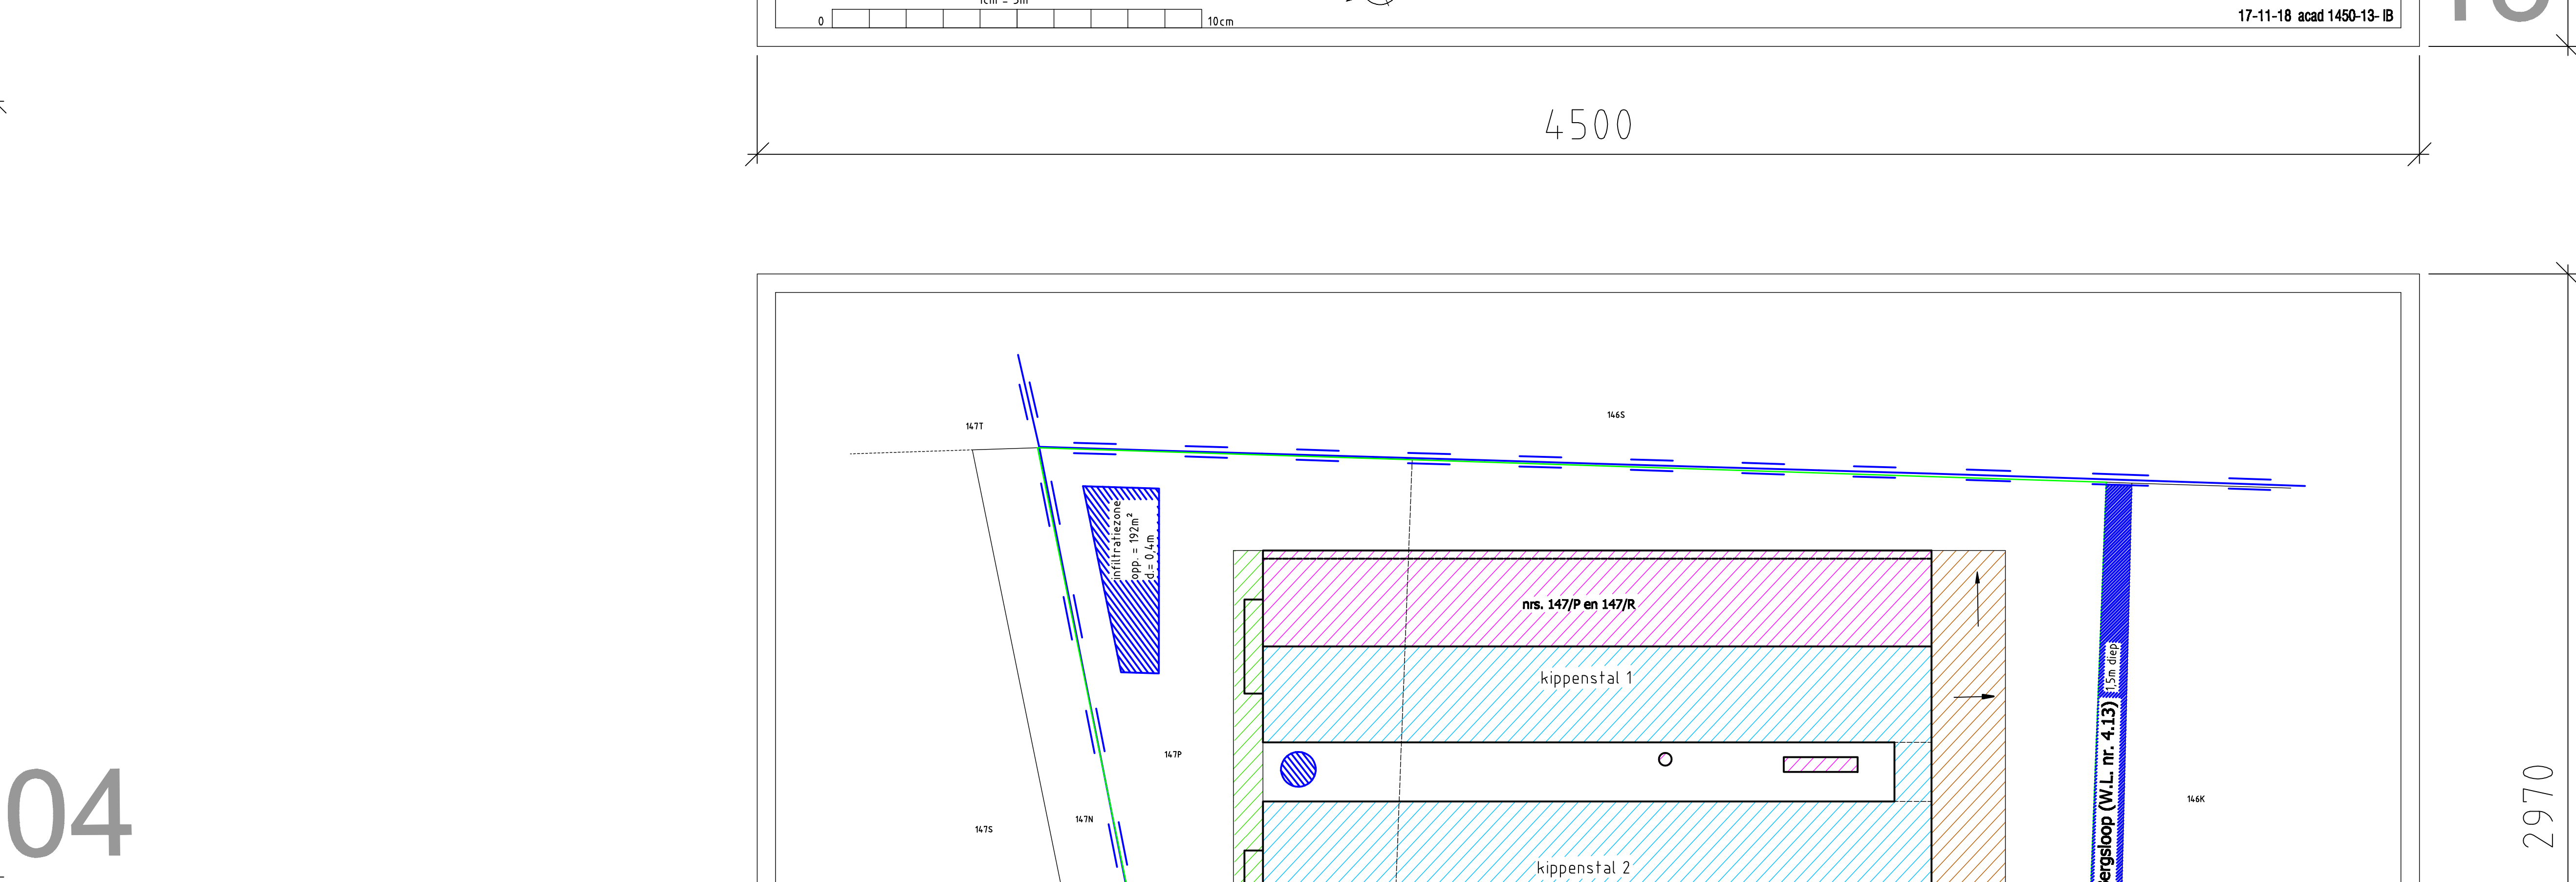 0
10cm
17-11-18 acad 1450-13-IB
4500
146S
147T
infiltratiezone
opp. = 192m²
d.= 0,4m
nrs. 147/P en 147/R
kippenstal 1
1,5m diep
(W.L. nr. 4.13)
147P
146K
2970
04
147N
147S
kippenstal 2